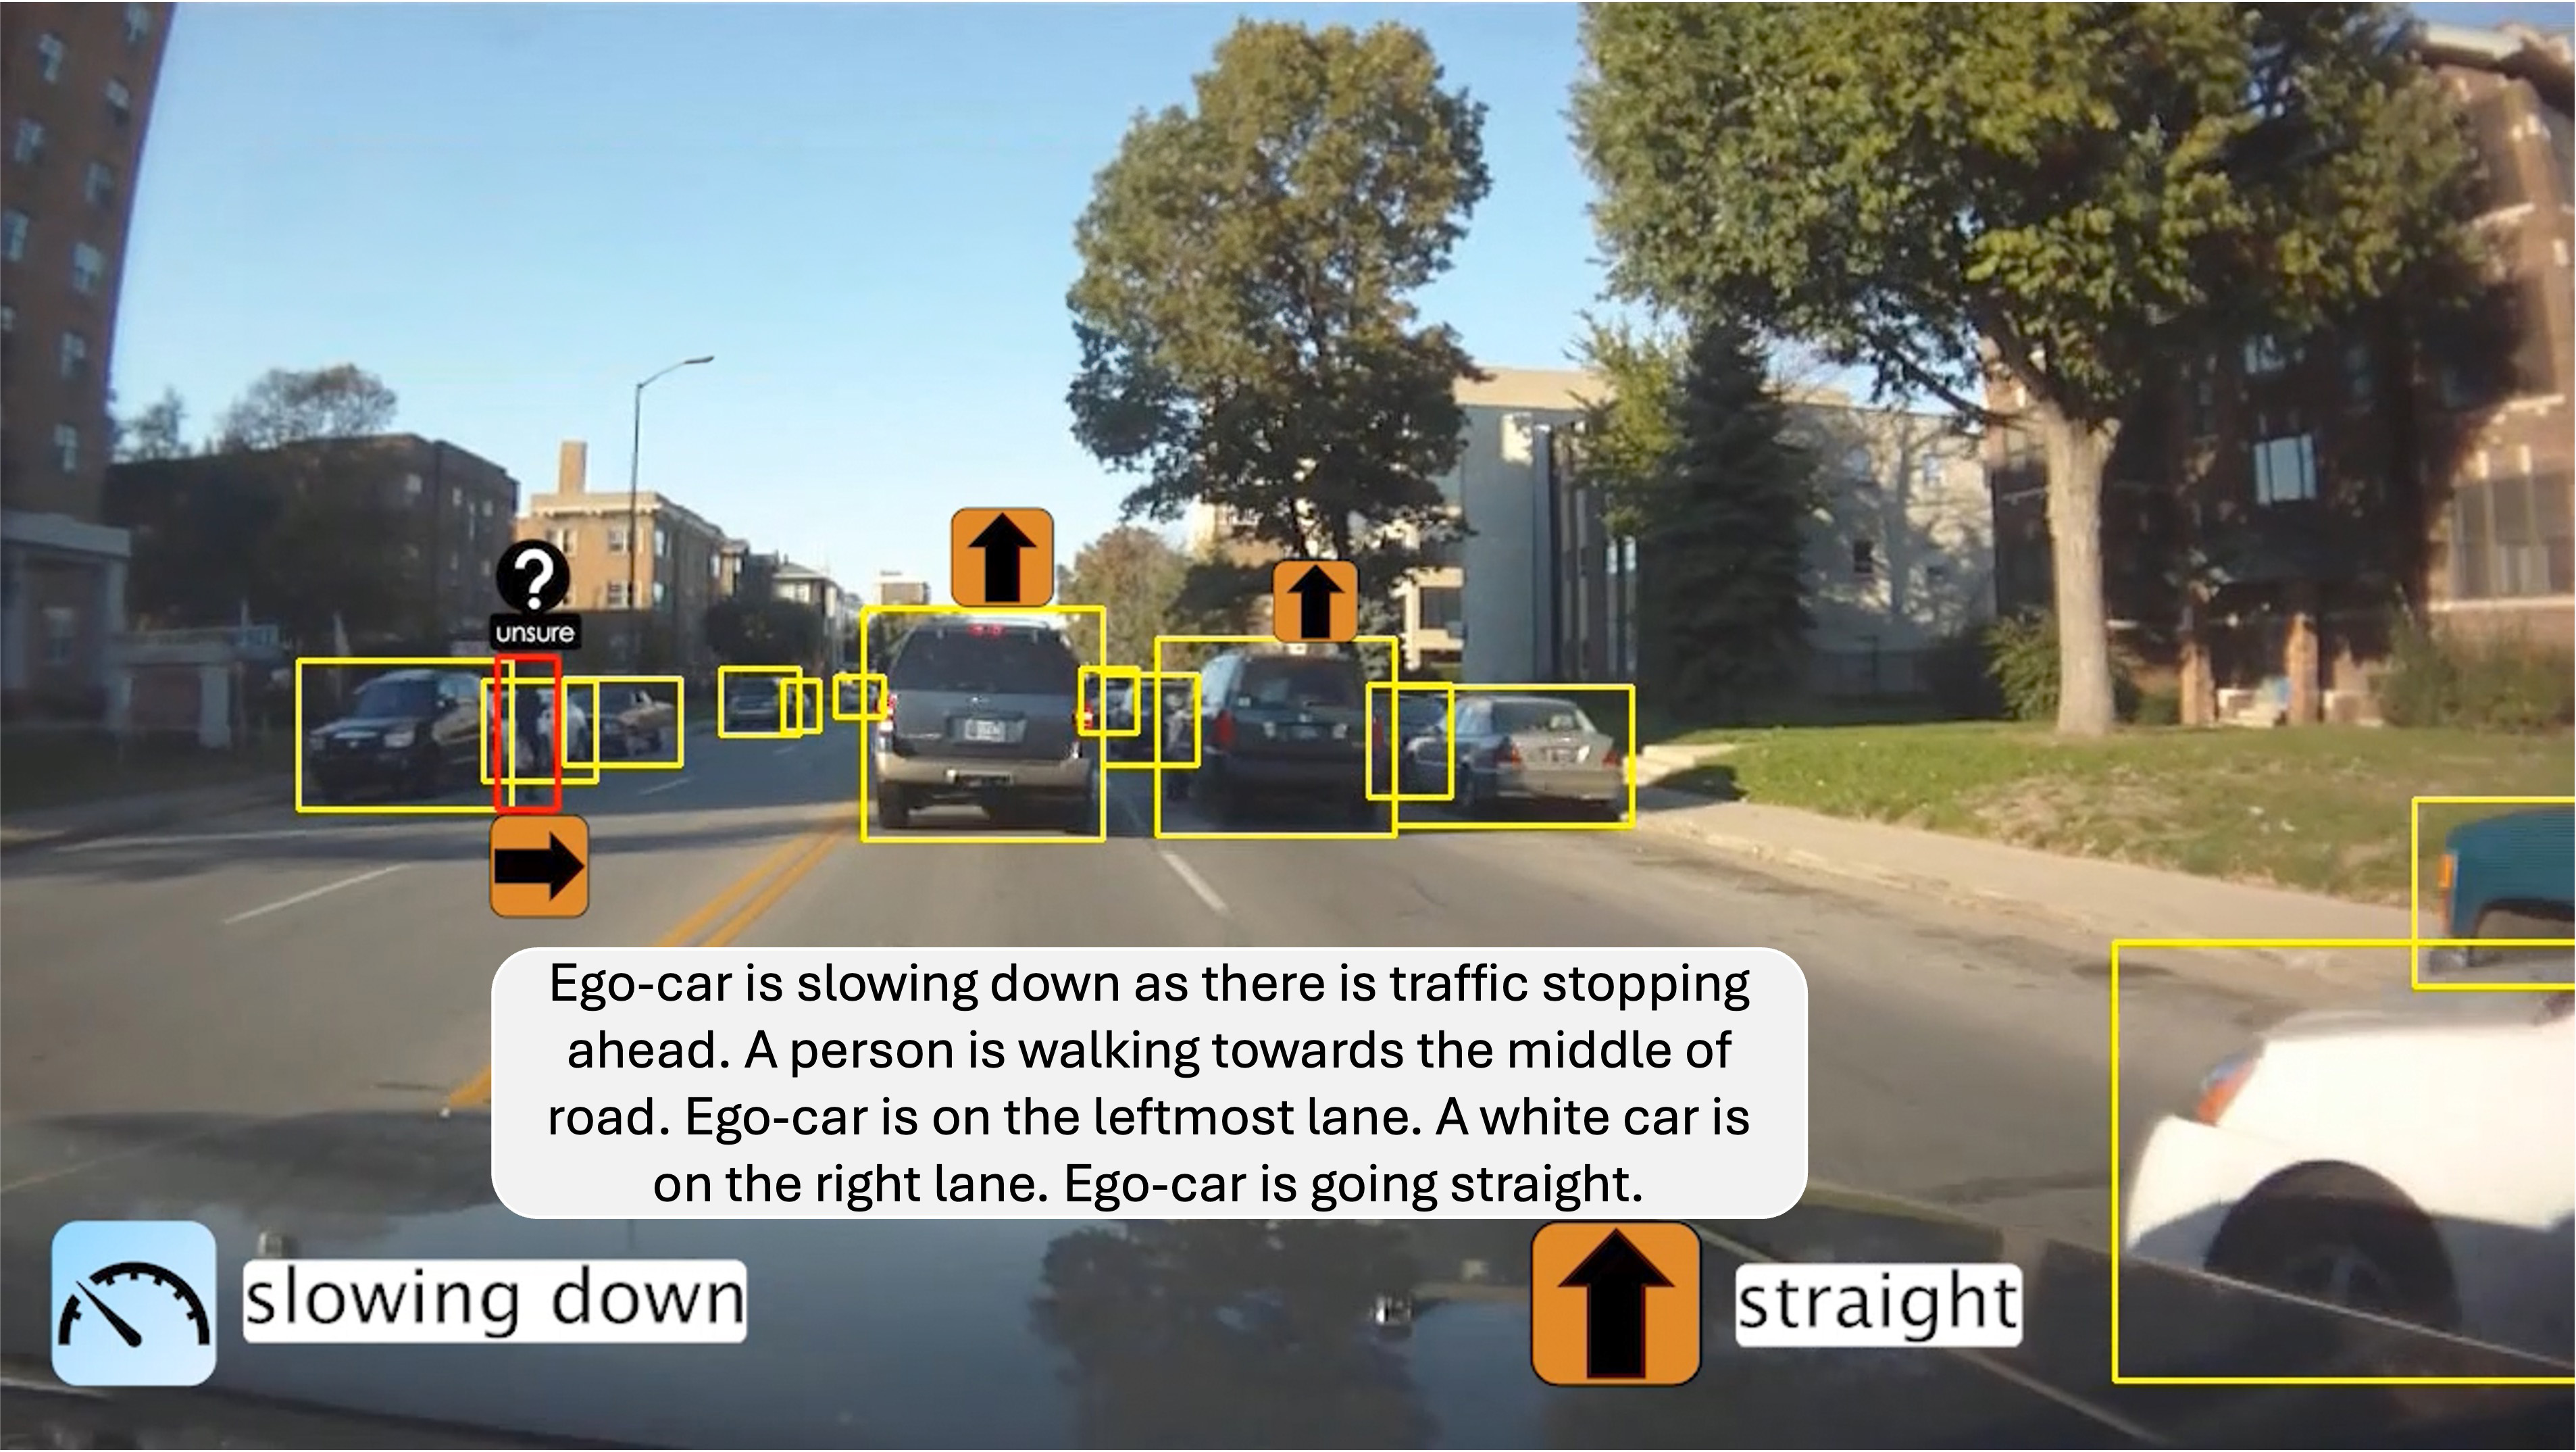 ?
unsure
Ego-car is slowing down as there is traffic stopping
ahead. A person is walking towards the middle of
road. Ego-car is on the leftmost lane. A white car is
on the right lane. Ego-car is going straight.
slowing down
straight